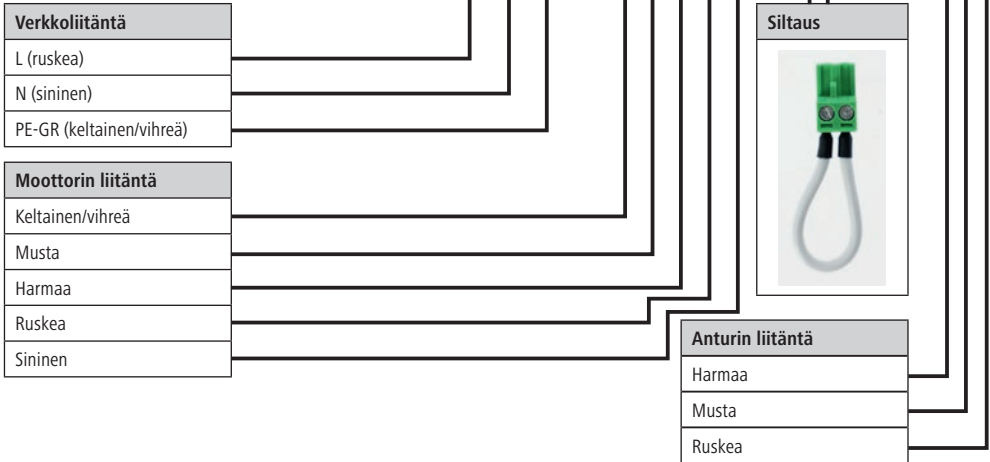 Verkkoliitäntä
L (ruskea)
N (sininen)
PE-GR (keltainen/vihreä)
Moottorin liitäntä
Keltainen/vihreä
Musta
Harmaa
Ruskea
Sininen
Siltaus
Anturin liitäntä
Harmaa
Musta
Ruskea